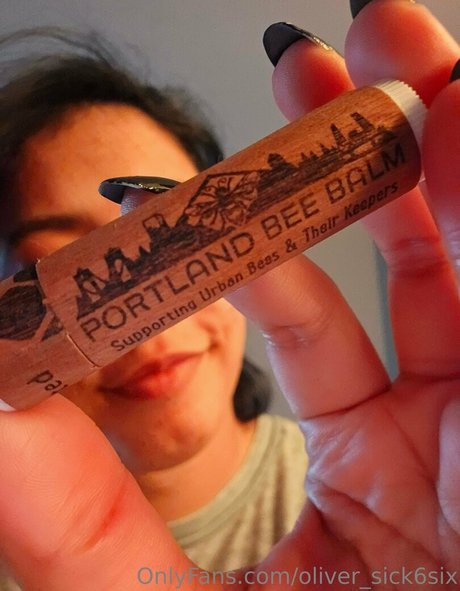 PORTLAND BEE BALM
Supporting Urban Bees & Their Keepers
OnlyFans.com/oliver_sick6six